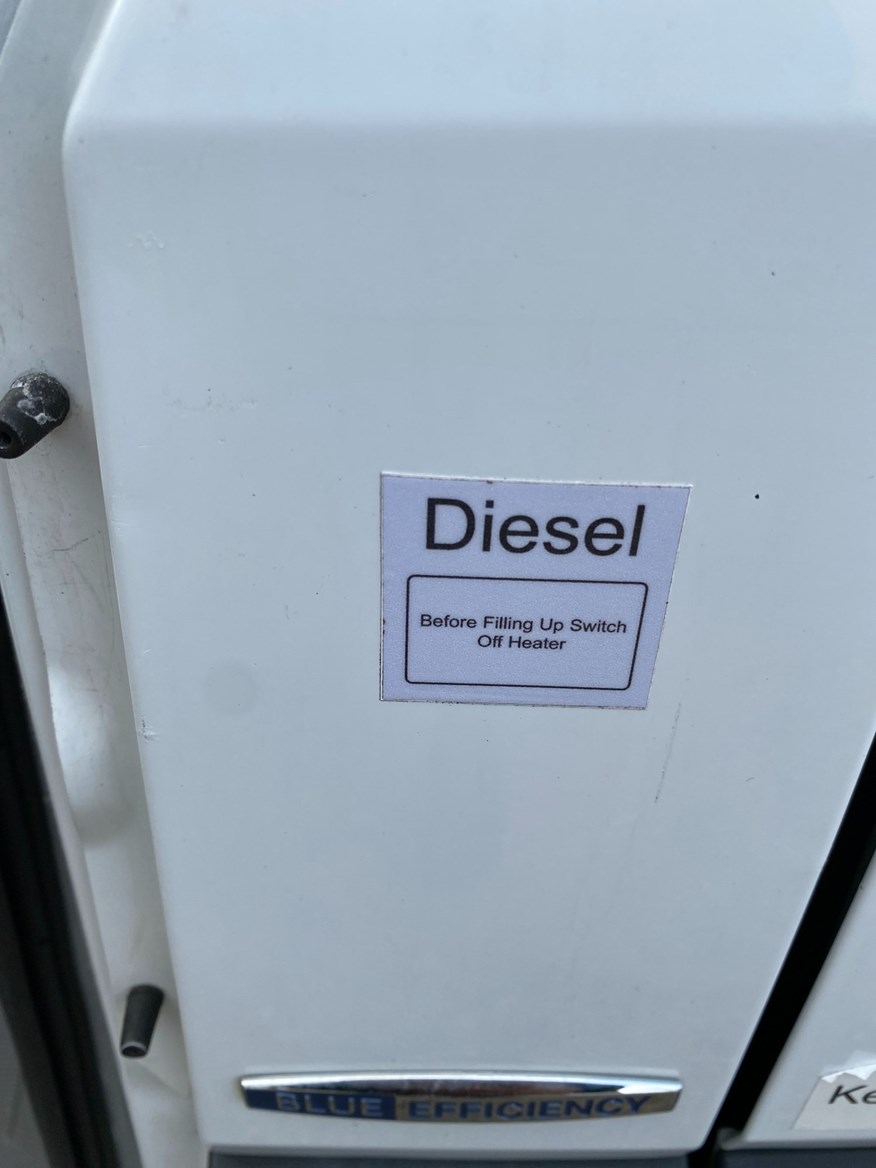 Diesel
Before Filling Up Switch
Off Heater
BLUE EFFICIENCY